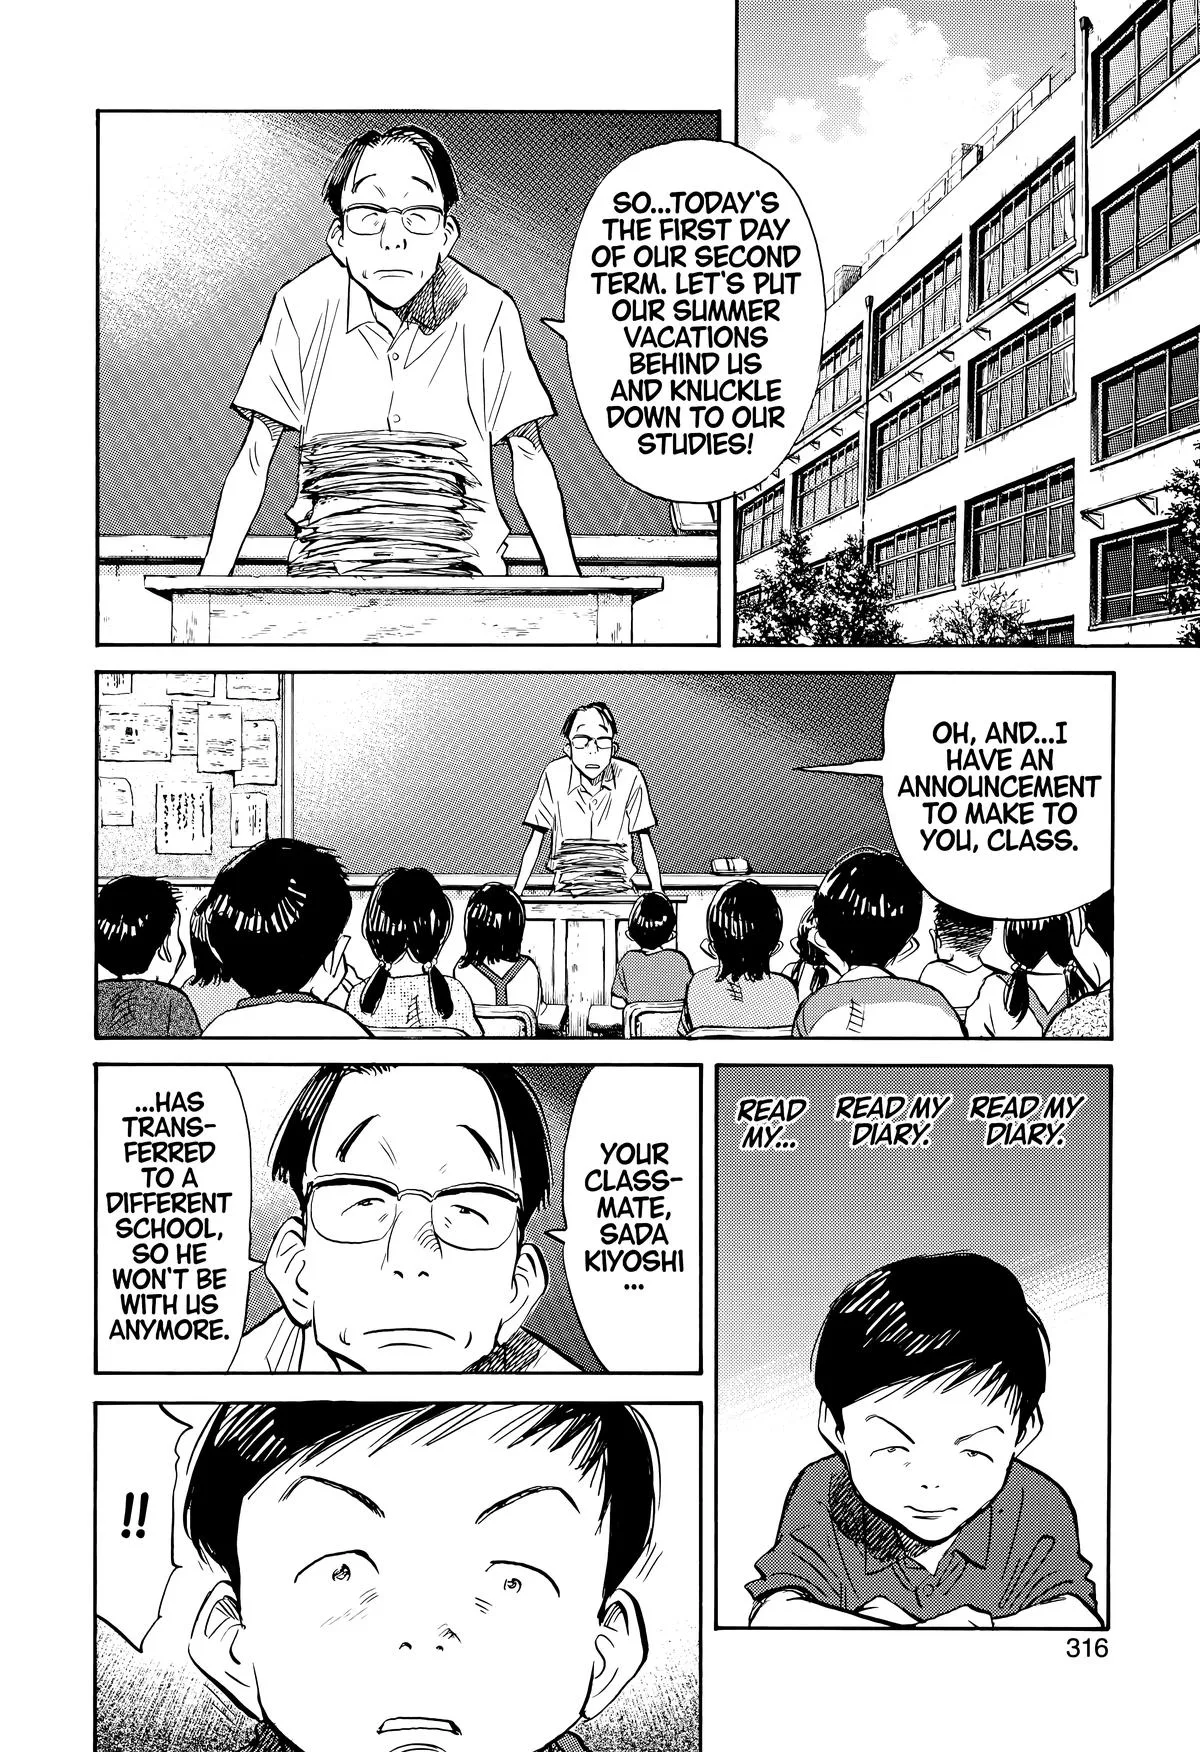 SO...TODAY'S
THE FIRST DAY
OF OUR SECOND
TERM. LET'S PUT
OUR SUMMER
VACATIONS
BEHIND US
AND KNUCKLE
DOWN TO OUR
STUDIES!
OH, AND...I
HAVE AN
ANNOUNCEMENT
TO MAKE TO
YOU, CLASS.
READ MY
DIARY.
READ MY
DIARY.
READ
MY...
YOUR
CLASS-
MATE,
SADA
KIYOSHI
...
...HAS
TRANS-
FERRED
TO A
DIFFERENT
SCHOOL,
SO HE
WON'T BE
WITH US
ANYMORE.
!!
316